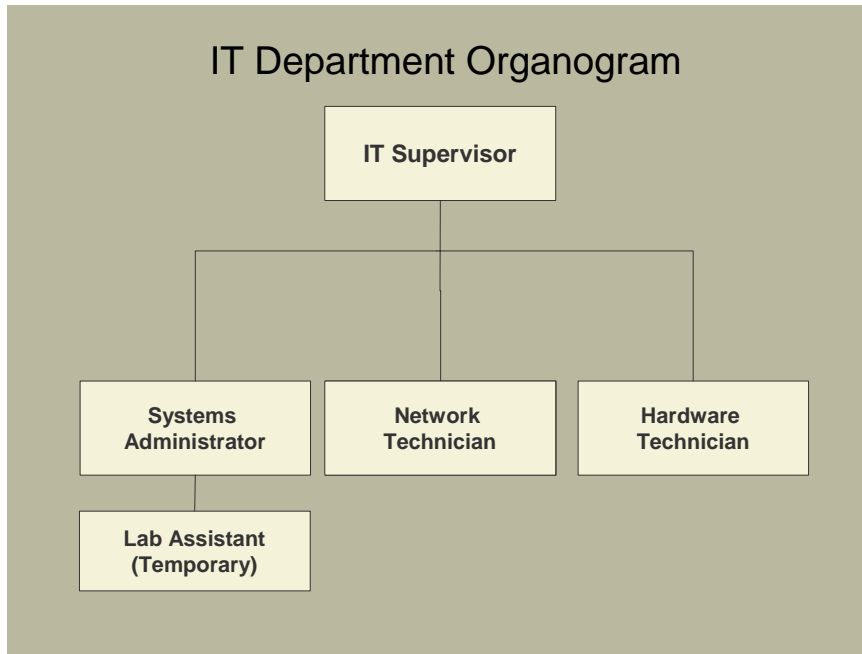 IT Department Organogram
IT Supervisor
Systems
Administrator
Network
Technician
Hardware
Technician
Lab Assistant
(Temporary)